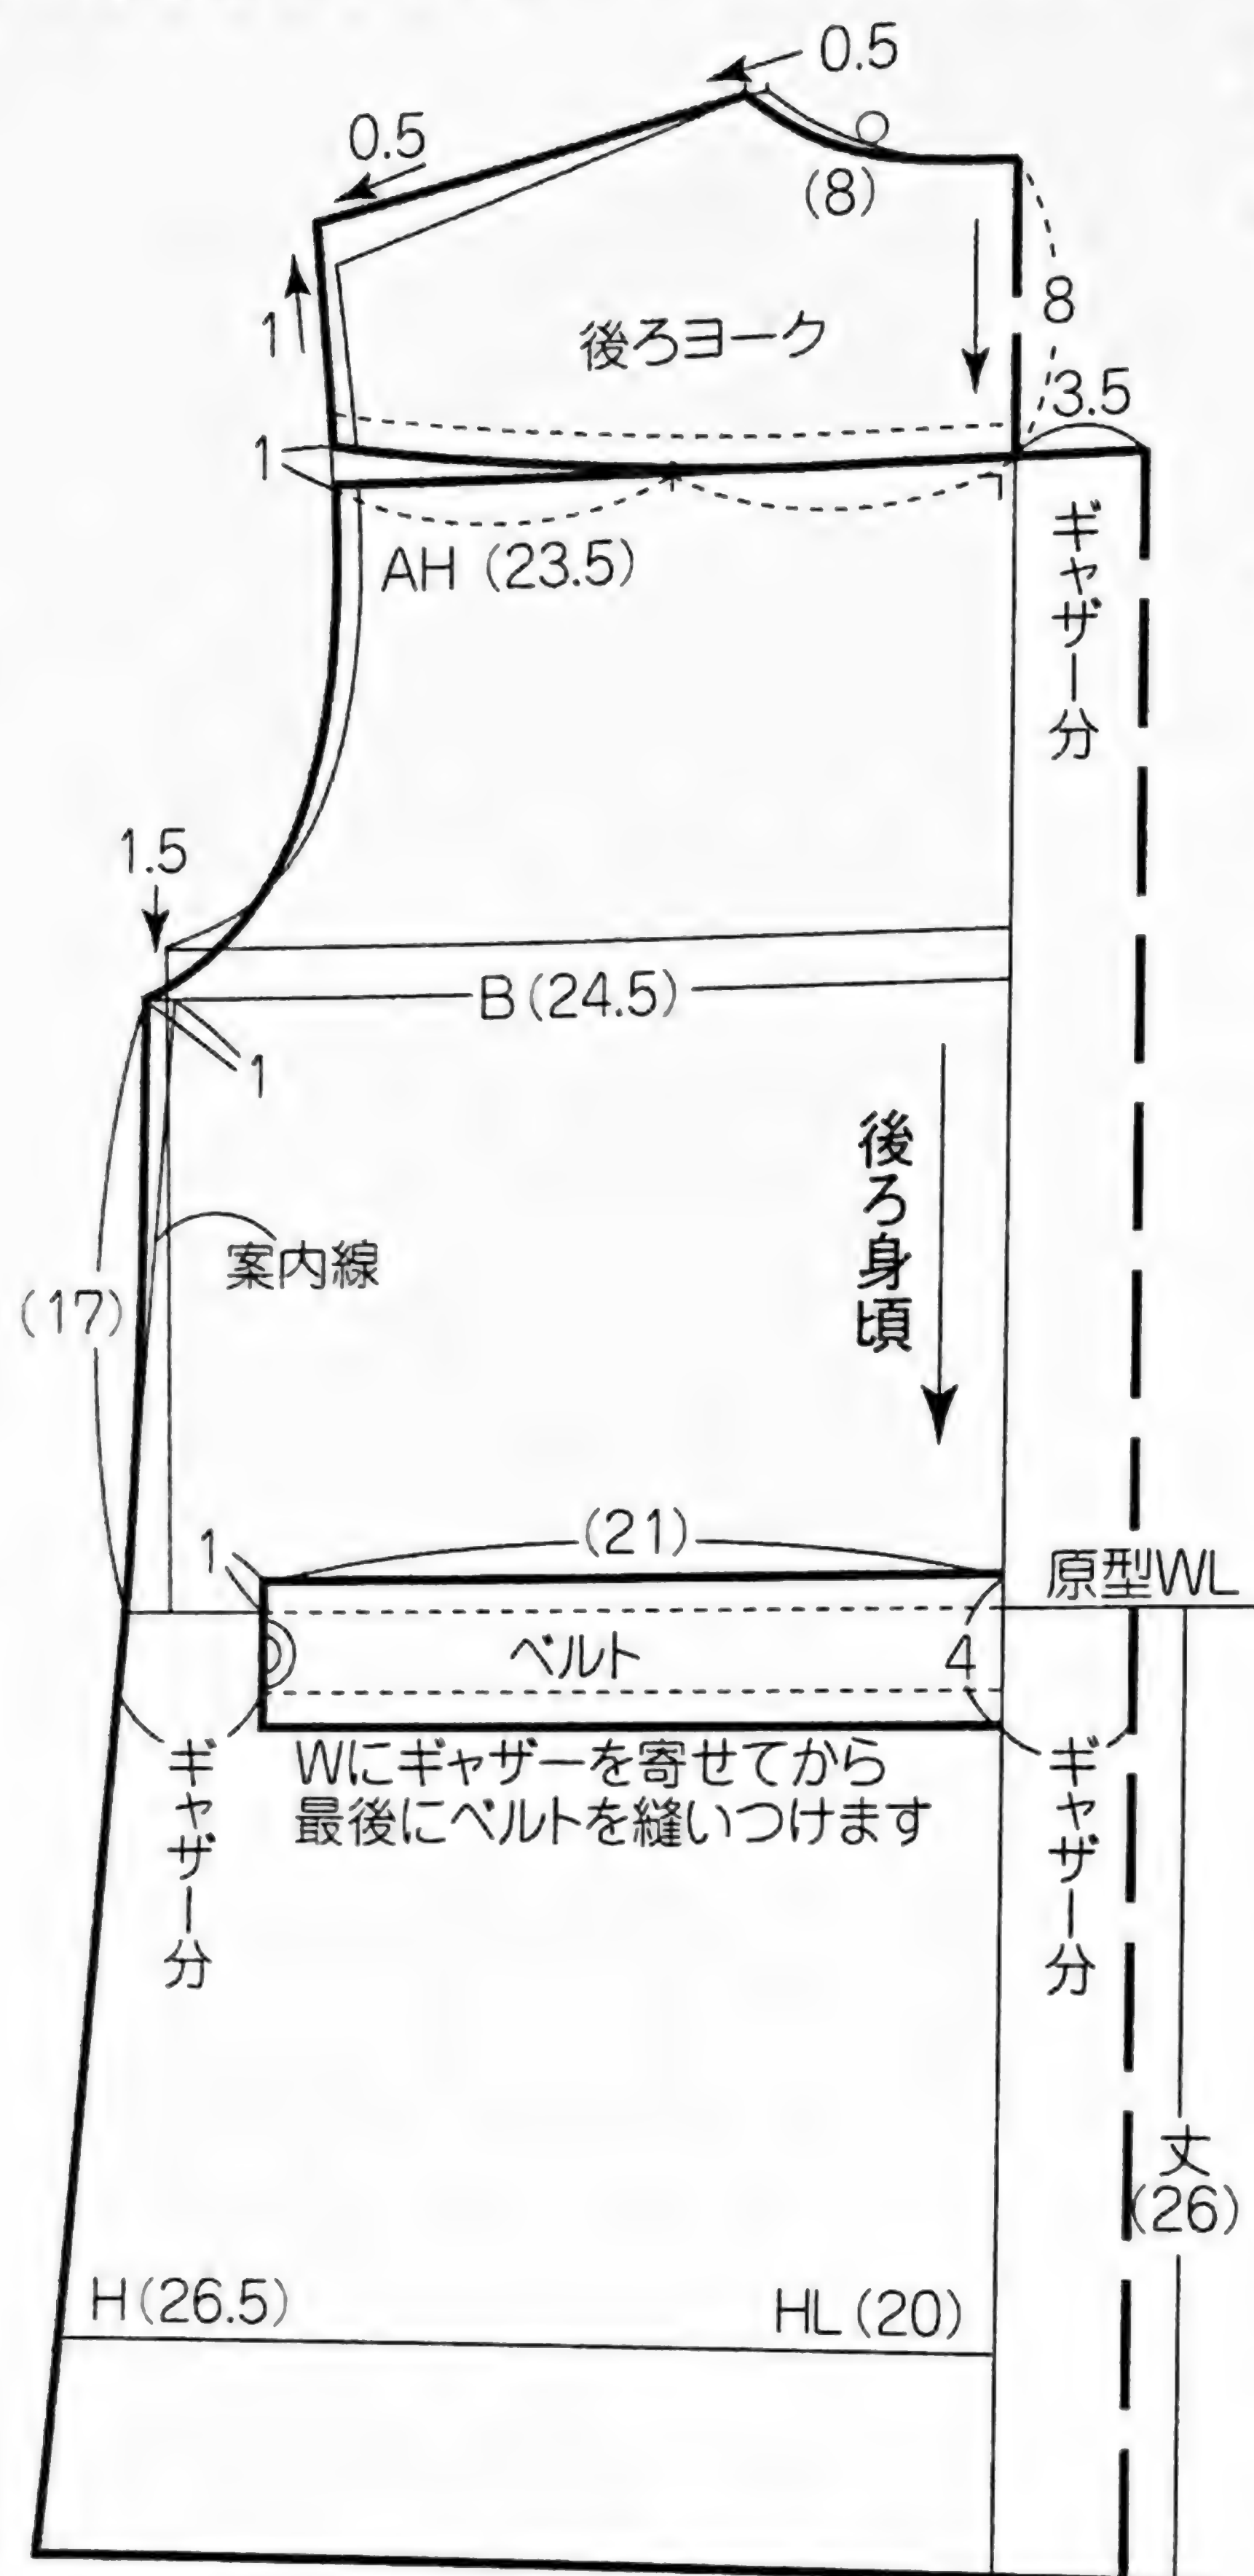 0.5
0.5
(8)
1
後ろヨーク
8
3.5
1
AH (23.5)
ギャザー分
1.5
B(24.5)
1
後ろ身頃
案内線
(17)
(21)
1
原型WL
ベルト
4
Wにギャザーを寄せてから
最後にベルトを縫いつけます
ギャザー分
ギャザー分
丈
(26)
H(26.5)
HL(20)